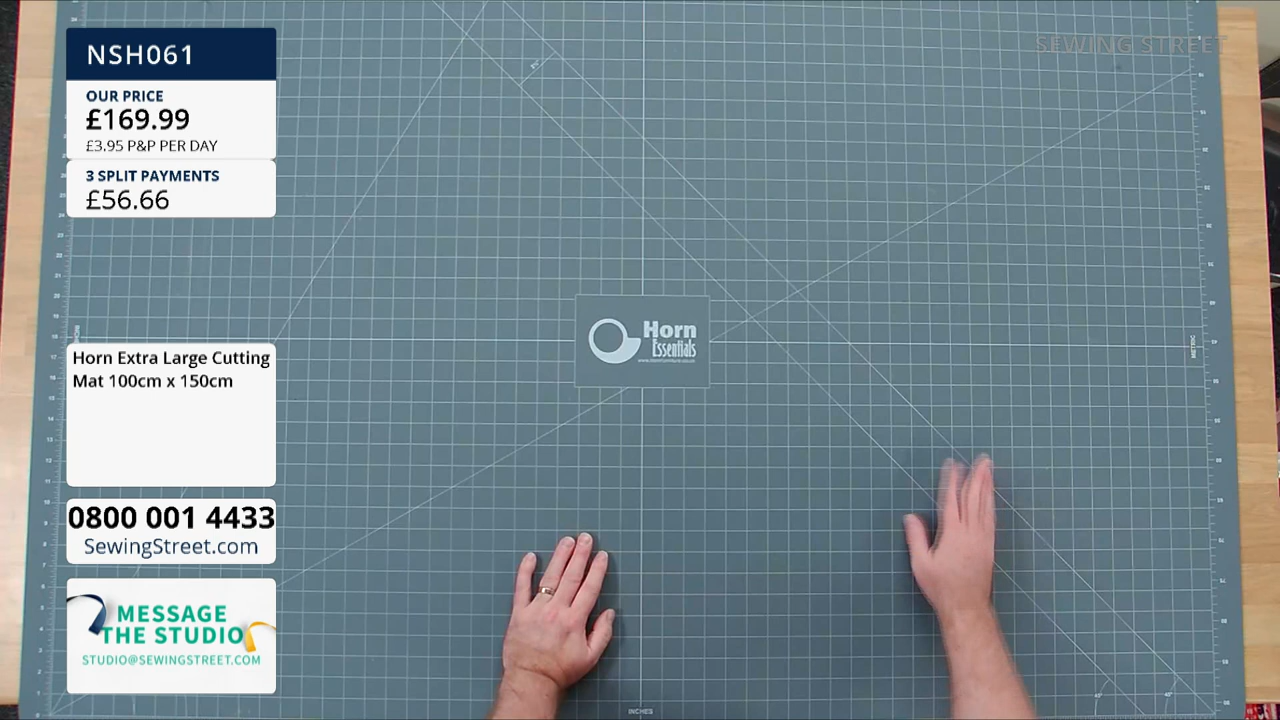 NSH061
OUR PRICE
£169.99
£3.95 P&P PER DAY
3 SPLIT PAYMENTS
£56.66
Horn Extra Large Cutting
Mat 100cm x 150cm
0800 001 4433
SewingStreet.com
MESSAGE
THE STUDIO
STUDIO@SEWINGSTREET.COM
SEWING STREET
Horn
Essentials
METRIC
INCHES